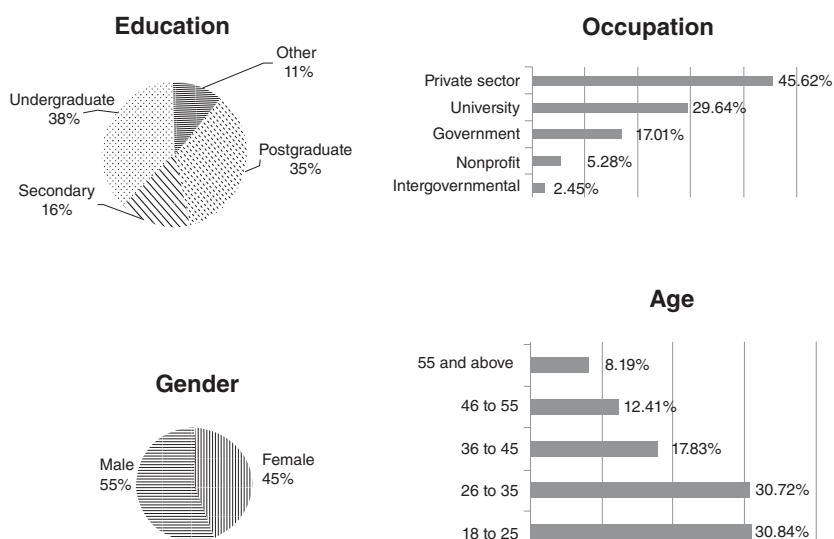 Education
Other
11%
Undergraduate
38%
Postgraduate
35%
Secondary
16%
Occupation
Private sector 45.62%
University 29.64%
Government 17.01%
Nonprofit 5.28%
Intergovernmental 2.45%
Gender
Male
55%
Female
45%
Age
55 and above 8.19%
46 to 55 12.41%
36 to 45 17.83%
26 to 35 30.72%
18 to 25 30.84%